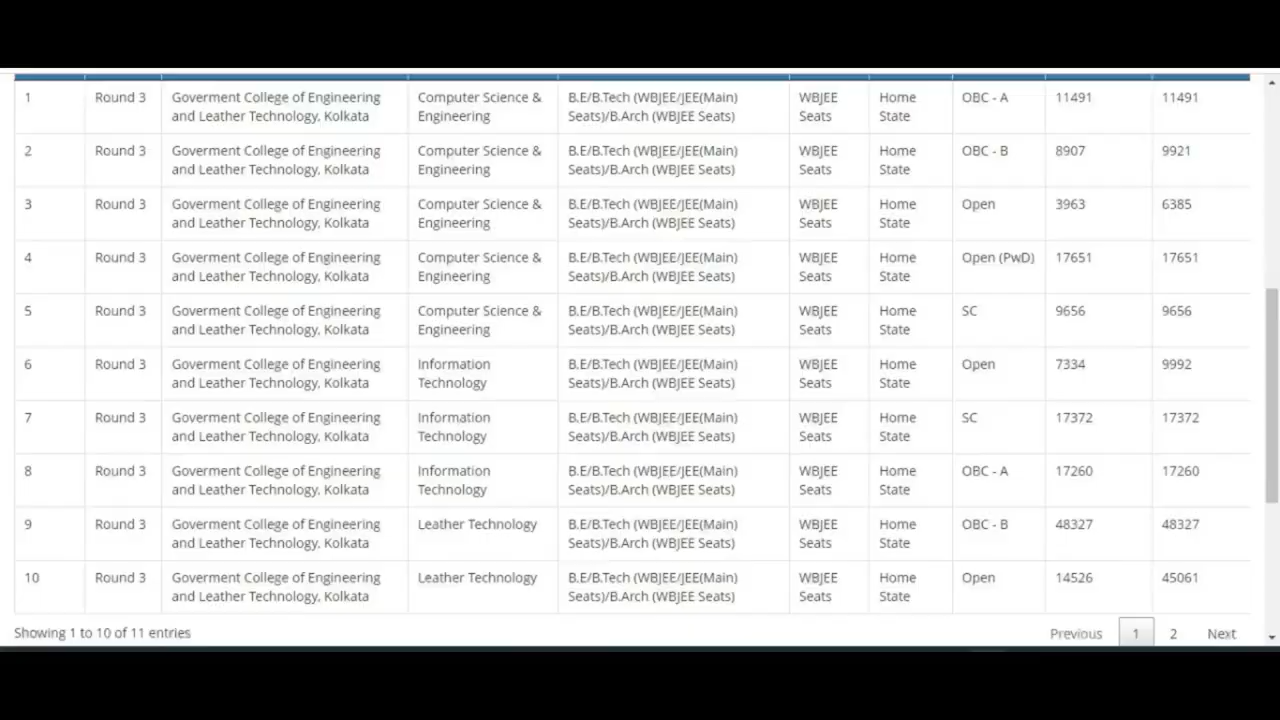 1 Round 3 Goverment College of Engineering Computer Science & B.E/B.Tech (WBJEE/JEE(Main) WBJEE Home OBC - A 11491 11491
and Leather Technology, Kolkata Engineering Seats)/B.Arch (WBJEE Seats) Seats State
2 Round 3 Goverment College of Engineering Computer Science & B.E/B.Tech (WBJEE/JEE(Main) WBJEE Home OBC - B 8907 9921
and Leather Technology, Kolkata Engineering Seats)/B.Arch (WBJEE Seats) Seats State
3 Round 3 Goverment College of Engineering Computer Science & B.E/B.Tech (WBJEE/JEE(Main) WBJEE Home Open 3963 6385
and Leather Technology, Kolkata Engineering Seats)/B.Arch (WBJEE Seats) Seats State
4 Round 3 Goverment College of Engineering Computer Science & B.E/B.Tech (WBJEE/JEE(Main) WBJEE Home Open (PwD) 17651 17651
and Leather Technology, Kolkata Engineering Seats)/B.Arch (WBJEE Seats) Seats State
5 Round 3 Goverment College of Engineering Computer Science & B.E/B.Tech (WBJEE/JEE(Main) WBJEE Home SC 9656 9656
and Leather Technology, Kolkata Engineering Seats)/B.Arch (WBJEE Seats) Seats State
6 Round 3 Goverment College of Engineering Information B.E/B.Tech (WBJEE/JEE(Main) WBJEE Home Open 7334 9992
and Leather Technology, Kolkata Technology Seats)/B.Arch (WBJEE Seats) Seats State
7 Round 3 Goverment College of Engineering Information B.E/B.Tech (WBJEE/JEE(Main) WBJEE Home SC 17372 17372
and Leather Technology, Kolkata Technology Seats)/B.Arch (WBJEE Seats) Seats State
8 Round 3 Goverment College of Engineering Information B.E/B.Tech (WBJEE/JEE(Main) WBJEE Home OBC - A 17260 17260
and Leather Technology, Kolkata Technology Seats)/B.Arch (WBJEE Seats) Seats State
9 Round 3 Goverment College of Engineering Leather Technology B.E/B.Tech (WBJEE/JEE(Main) WBJEE Home OBC - B 48327 48327
and Leather Technology, Kolkata Seats)/B.Arch (WBJEE Seats) Seats State
10 Round 3 Goverment College of Engineering Leather Technology B.E/B.Tech (WBJEE/JEE(Main) WBJEE Home Open 14526 45061
and Leather Technology, Kolkata Seats)/B.Arch (WBJEE Seats) Seats State
Showing 1 to 10 of 11 entries Previous 1 2 Next